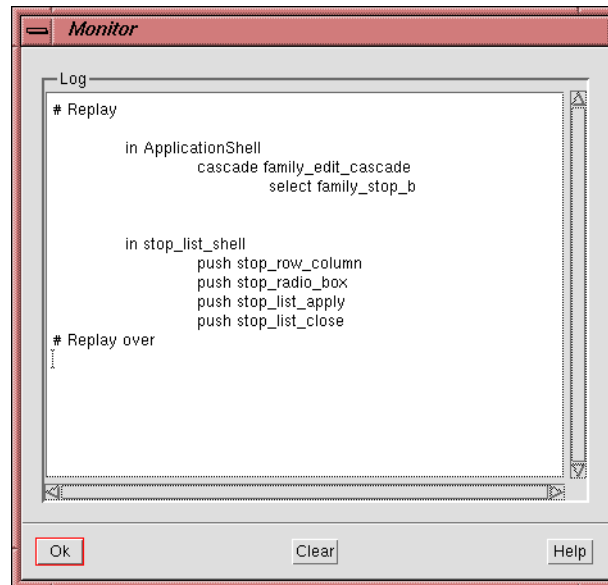 Monitor
Log
# Replay
in ApplicationShell
cascade family_edit_cascade
select family_stop_b
in stop_list_shell
push stop_row_column
push stop_radio_box
push stop_list_apply
push stop_list_close
# Replay over
Ok Clear Help